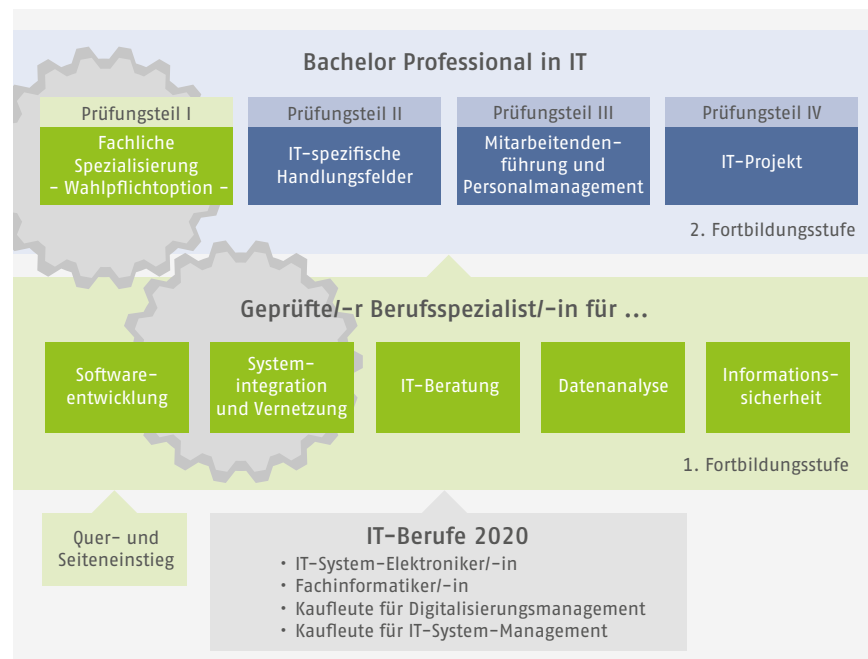 Bachelor Professional in IT
Prüfungsteil I
Fachliche
Spezialisierung
– Wahlpflichtoption –
Prüfungsteil II
IT-spezifische
Handlungsfelder
Prüfungsteil III
Mitarbeitenden-
führung und
Personalmanagement
Prüfungsteil IV
IT-Projekt
2. Fortbildungsstufe
Geprüfte/-r Berufsspezialist/-in für ...
Software-
entwicklung
System-
integration
und Vernetzung
IT-Beratung
Datenanalyse
Informations-
sicherheit
1. Fortbildungsstufe
Quer- und
Seiteneinstieg
IT-Berufe 2020
• IT-System-Elektroniker/-in
• Fachinformatiker/-in
• Kaufleute für Digitalisierungsmanagement
• Kaufleute für IT-System-Management